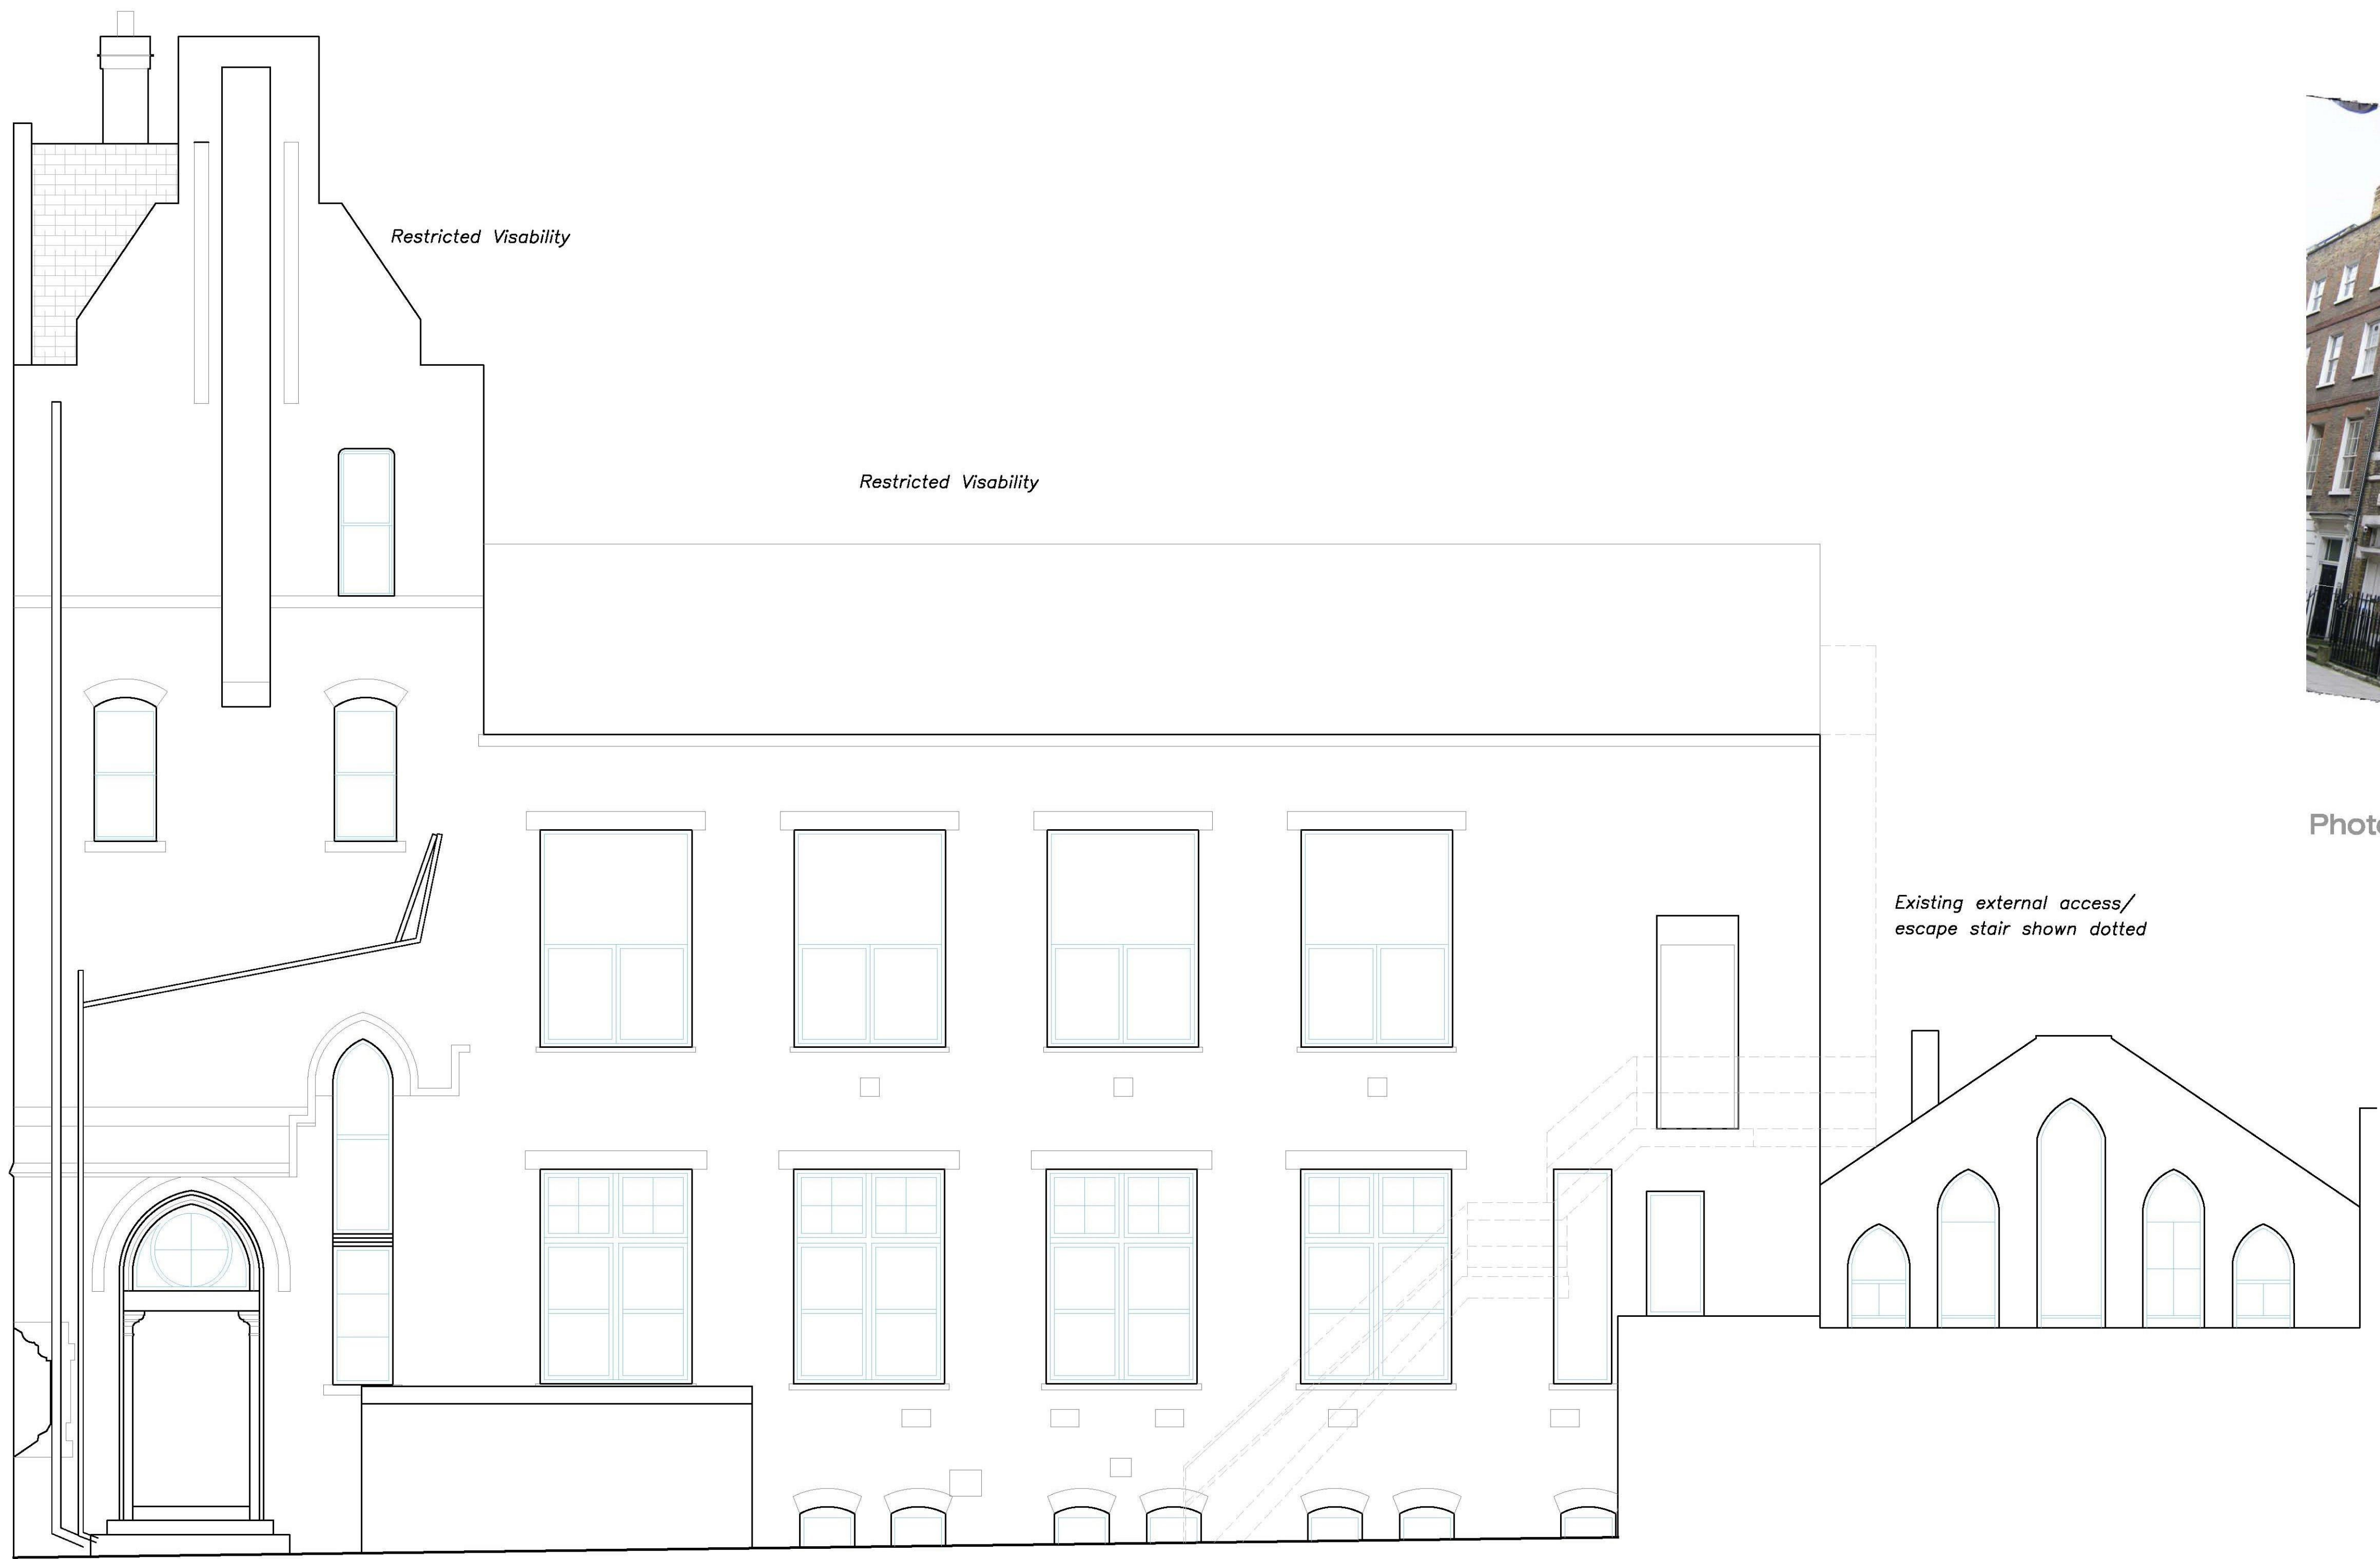 Restricted Visability
Restricted Visability
Existing external access/
escape stair shown dotted